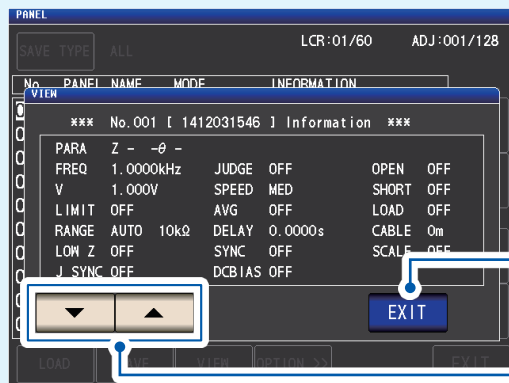 PANEL
LCR:01/60 ADJ:001/128
SAVE TYPE ALL
No. PANEL NAME MODE INFORMATION
VIEW
*** No.001 [ 1412031546 ] Information ***
PARA Z - -θ -
FREQ 1.0000kHz JUDGE OFF OPEN OFF
V 1.000V SPEED MED SHORT OFF
LIMIT OFF AVG OFF LOAD OFF
RANGE AUTO 10kΩ DELAY 0.0000s CABLE 0m
LOW Z OFF SYNC OFF SCALE OFF
J SYNC OFF DCBIAS OFF
▼ ▲ EXIT
LOAD SAVE VIEW OPTION >> EXIT